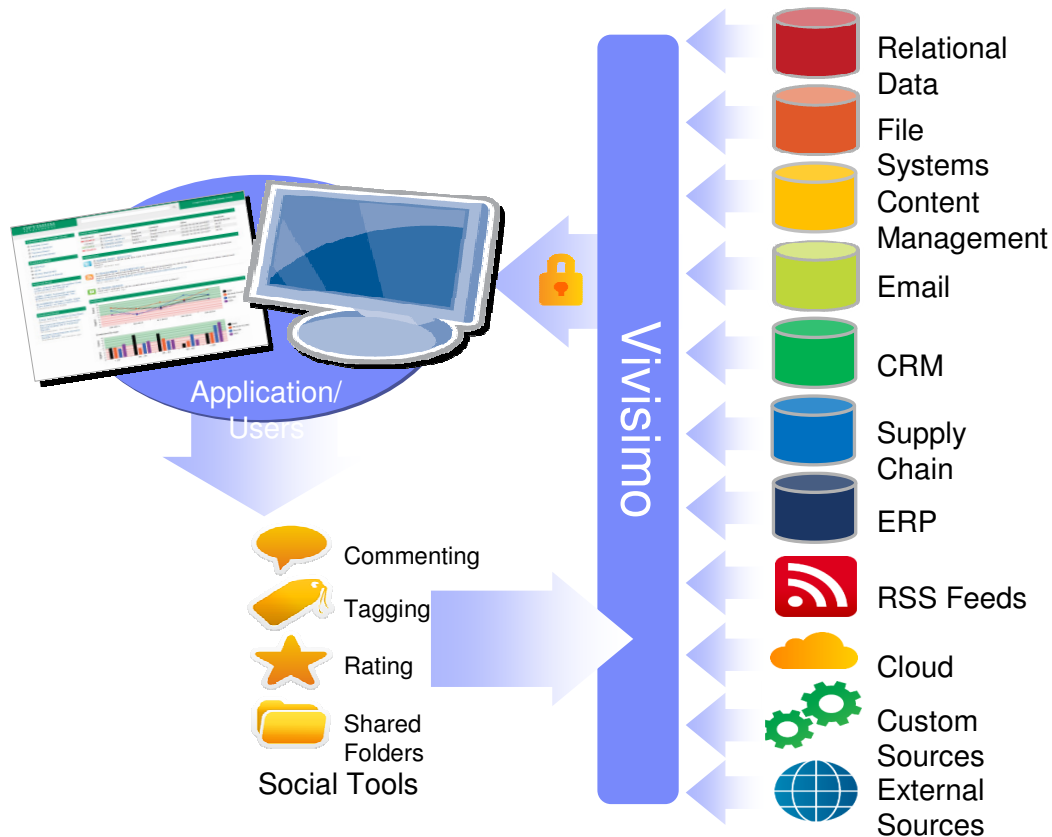 Relational
Data
File
Systems
Content
Management
Email
CRM
Supply
Chain
ERP
RSS Feeds
Cloud
Custom
Sources
External
Sources
Vivisimo
Application/
Users
Commenting
Tagging
Rating
Shared
Folders
Social Tools